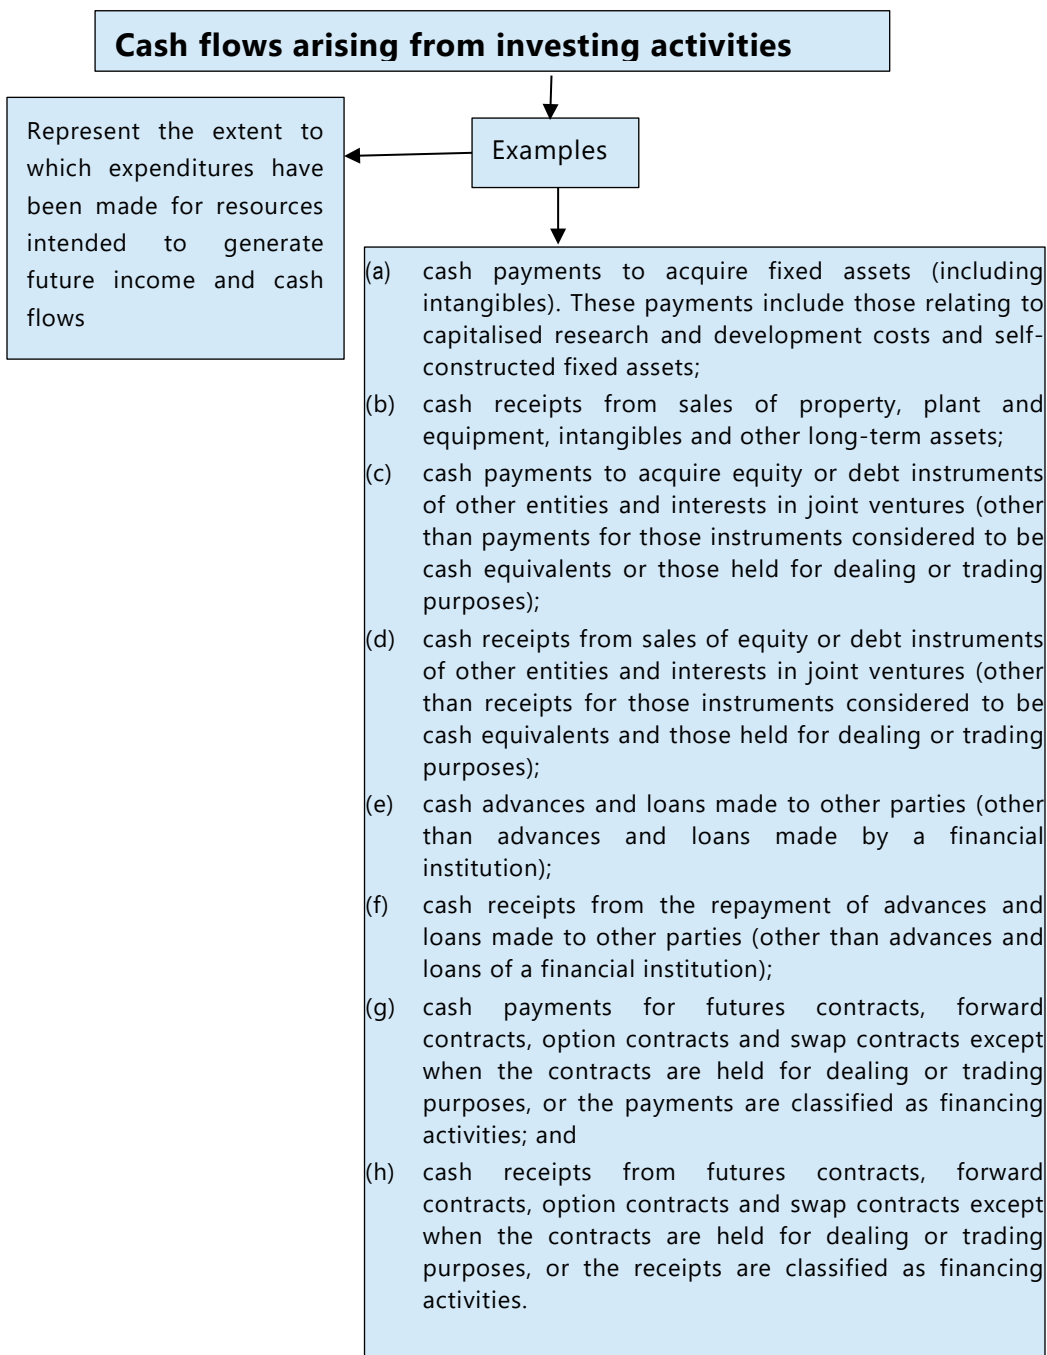 Cash flows arising from investing activities
Represent the extent to
which expenditures have
been made for resources
intended to generate
future income and cash
flows
Examples
(a) cash payments to acquire fixed assets (including
intangibles). These payments include those relating to
capitalised research and development costs and self-
constructed fixed assets;
(b) cash receipts from sales of property, plant and
equipment, intangibles and other long-term assets;
(c) cash payments to acquire equity or debt instruments
of other entities and interests in joint ventures (other
than payments for those instruments considered to be
cash equivalents or those held for dealing or trading
purposes);
(d) cash receipts from sales of equity or debt instruments
of other entities and interests in joint ventures (other
than receipts for those instruments considered to be
cash equivalents and those held for dealing or trading
purposes);
(e) cash advances and loans made to other parties (other
than advances and loans made by a financial
institution);
(f) cash receipts from the repayment of advances and
loans made to other parties (other than advances and
loans of a financial institution);
(g) cash payments for futures contracts, forward
contracts, option contracts and swap contracts except
when the contracts are held for dealing or trading
purposes, or the payments are classified as financing
activities; and
(h) cash receipts from futures contracts, forward
contracts, option contracts and swap contracts except
when the contracts are held for dealing or trading
purposes, or the receipts are classified as financing
activities.